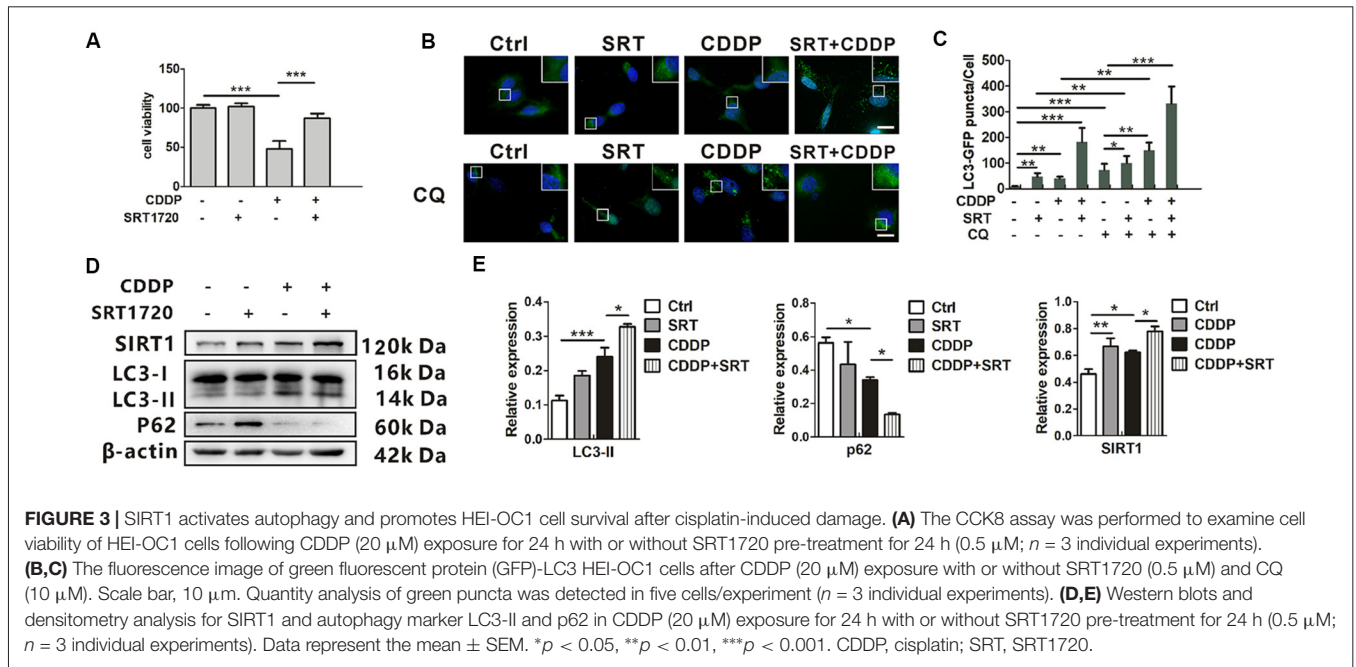 A
cell viability
150
100
50
0
***
***
CDDP - - + +
SRT1720 - + - +
B
Ctrl SRT CDDP SRT+CDDP
Ctrl SRT CDDP SRT+CDDP
CQ
C
LC3-GFP puncta/Cell
500
400
300
200
100
0
***
**
**
***
***
**
**
**
*
CDDP - - + + - - + +
SRT - + - + - + - +
CQ - - - - + + + +
D
CDDP - - + +
SRT1720 - + - +
SIRT1 120k Da
LC3-I 16k Da
LC3-II 14k Da
P62 60k Da
β-actin 42k Da
E
Relative expression
0.4
0.3
0.2
0.1
0.0
***
*
LC3-II
Ctrl
SRT
CDDP
CDDP+SRT
Relative expression
0.8
0.6
0.4
0.2
0.0
*
*
p62
Ctrl
SRT
CDDP
CDDP+SRT
Relative expression
1.0
0.8
0.6
0.4
0.2
0.0
**
*
*
SIRT1
Ctrl
CDDP
CDDP
CDDP+SRT
FIGURE 3 | SIRT1 activates autophagy and promotes HEI-OC1 cell survival after cisplatin-induced damage. (A) The CCK8 assay was performed to examine cell
viability of HEI-OC1 cells following CDDP (20 μM) exposure for 24 h with or without SRT1720 pre-treatment for 24 h (0.5 μM; n = 3 individual experiments).
(B,C) The fluorescence image of green fluorescent protein (GFP)-LC3 HEI-OC1 cells after CDDP (20 μM) exposure with or without SRT1720 (0.5 μM) and CQ
(10 μM). Scale bar, 10 μm. Quantity analysis of green puncta was detected in five cells/experiment (n = 3 individual experiments). (D,E) Western blots and
densitometry analysis for SIRT1 and autophagy marker LC3-II and p62 in CDDP (20 μM) exposure for 24 h with or without SRT1720 pre-treatment for 24 h (0.5 μM;
n = 3 individual experiments). Data represent the mean ± SEM. *p < 0.05, **p < 0.01, ***p < 0.001. CDDP, cisplatin; SRT, SRT1720.